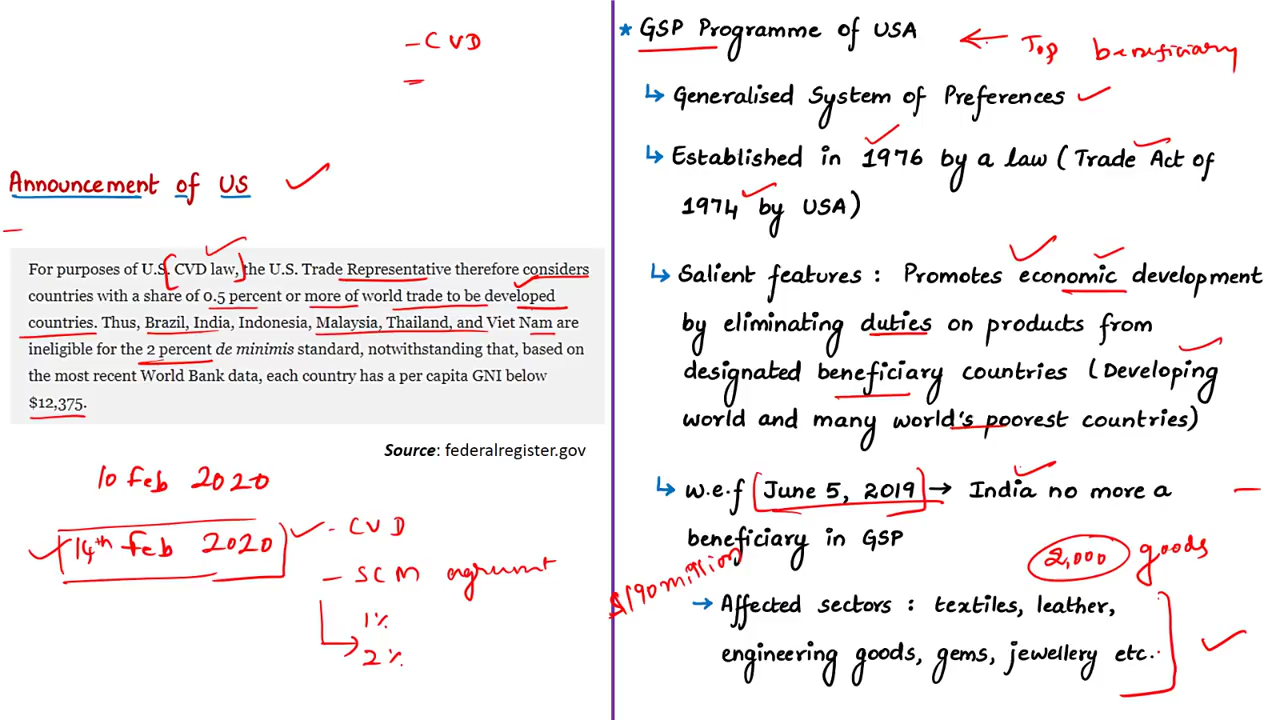 - CVD
Announcement of US
For purposes of U.S. CVD law, the U.S. Trade Representative therefore considers
countries with a share of 0.5 percent or more of world trade to be developed
countries. Thus, Brazil, India, Indonesia, Malaysia, Thailand, and Viet Nam are
ineligible for the 2 percent de minimis standard, notwithstanding that, based on
the most recent World Bank data, each country has a per capita GNI below
$12,375.
Source: federalregister.gov
10 Feb 2020
14th Feb 2020
- CVD
- SCM agreement
1%
2%
* GSP Programme of USA
← Top beneficiary
↳ Generalised System of Preferences
↳ Established in 1976 by a law (Trade Act of
1974 by USA)
↳ Salient features : Promotes economic development
by eliminating duties on products from
designated beneficiary countries (Developing
world and many world's poorest countries)
↳ w.e.f June 5, 2019 → India no more a
beneficiary in GSP
2,000 goods
$190 million
→ Affected sectors : textiles, leather,
engineering goods, gems, jewellery etc.